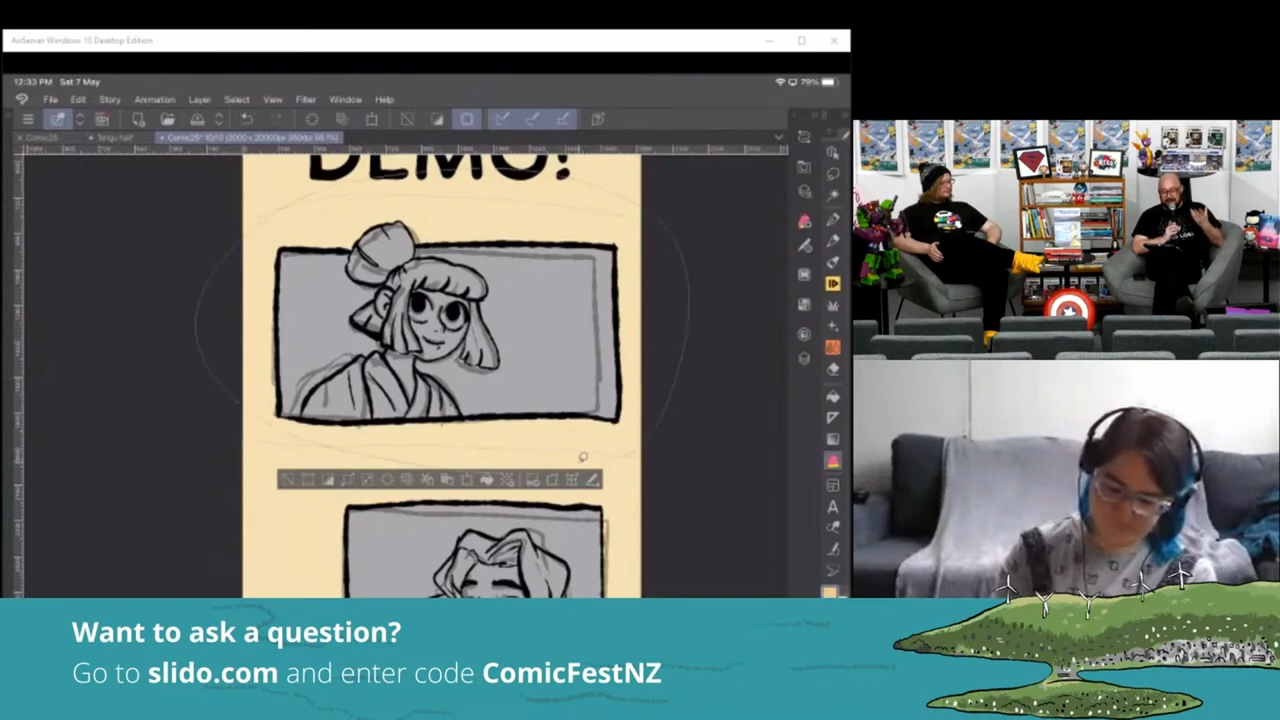 AirServer Windows 10 Desktop Edition
12:33 PM Sat 7 May
79%
File Edit Story Animation Layer Select View Filter Window Help
Comic25
DEMO!
Want to ask a question?
Go to slido.com and enter code ComicFestNZ